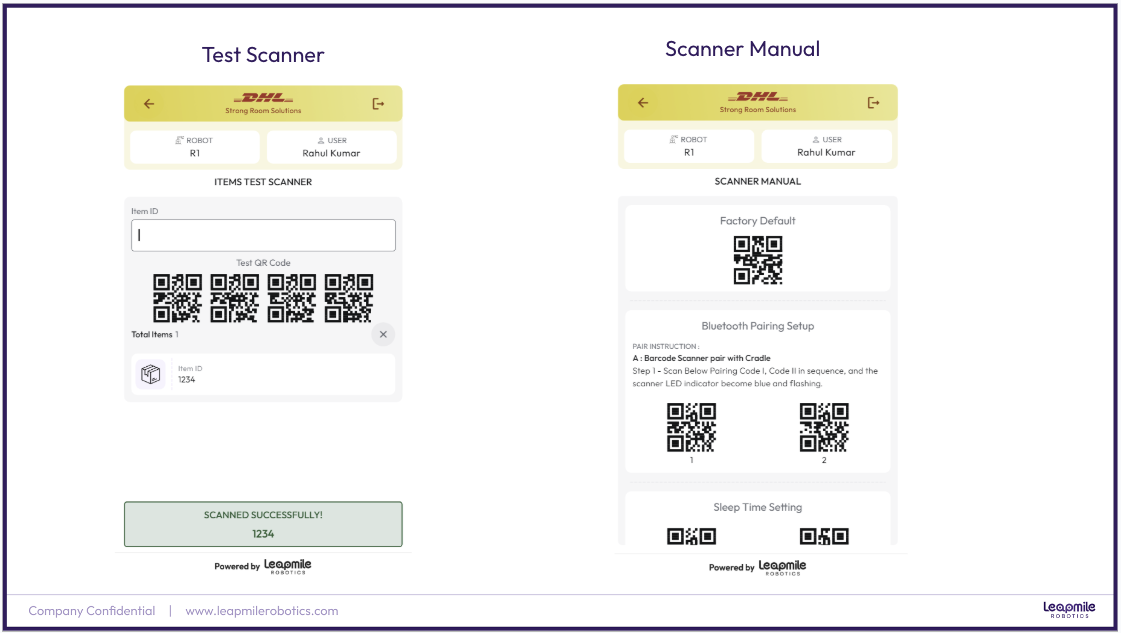 Test Scanner
DHL
Strong Room Solutions
ROBOT
R1
USER
Rahul Kumar
ITEMS TEST SCANNER
Item ID
Test QR Code
Total Items 1
Item ID
1234
SCANNED SUCCESSFULLY!
1234
Powered by Leapmile
ROBOTICS
Scanner Manual
DHL
Strong Room Solutions
ROBOT
R1
USER
Rahul Kumar
SCANNER MANUAL
Factory Default
Bluetooth Pairing Setup
PAIR INSTRUCTION :
A : Barcode Scanner pair with Cradle
Step 1 - Scan Below Pairing Code I, Code II in sequence, and the
scanner LED indicator become blue and flashing.
1
2
Sleep Time Setting
Powered by Leapmile
ROBOTICS
Company Confidential | www.leapmilerobotics.com
Leapmile
ROBOTICS